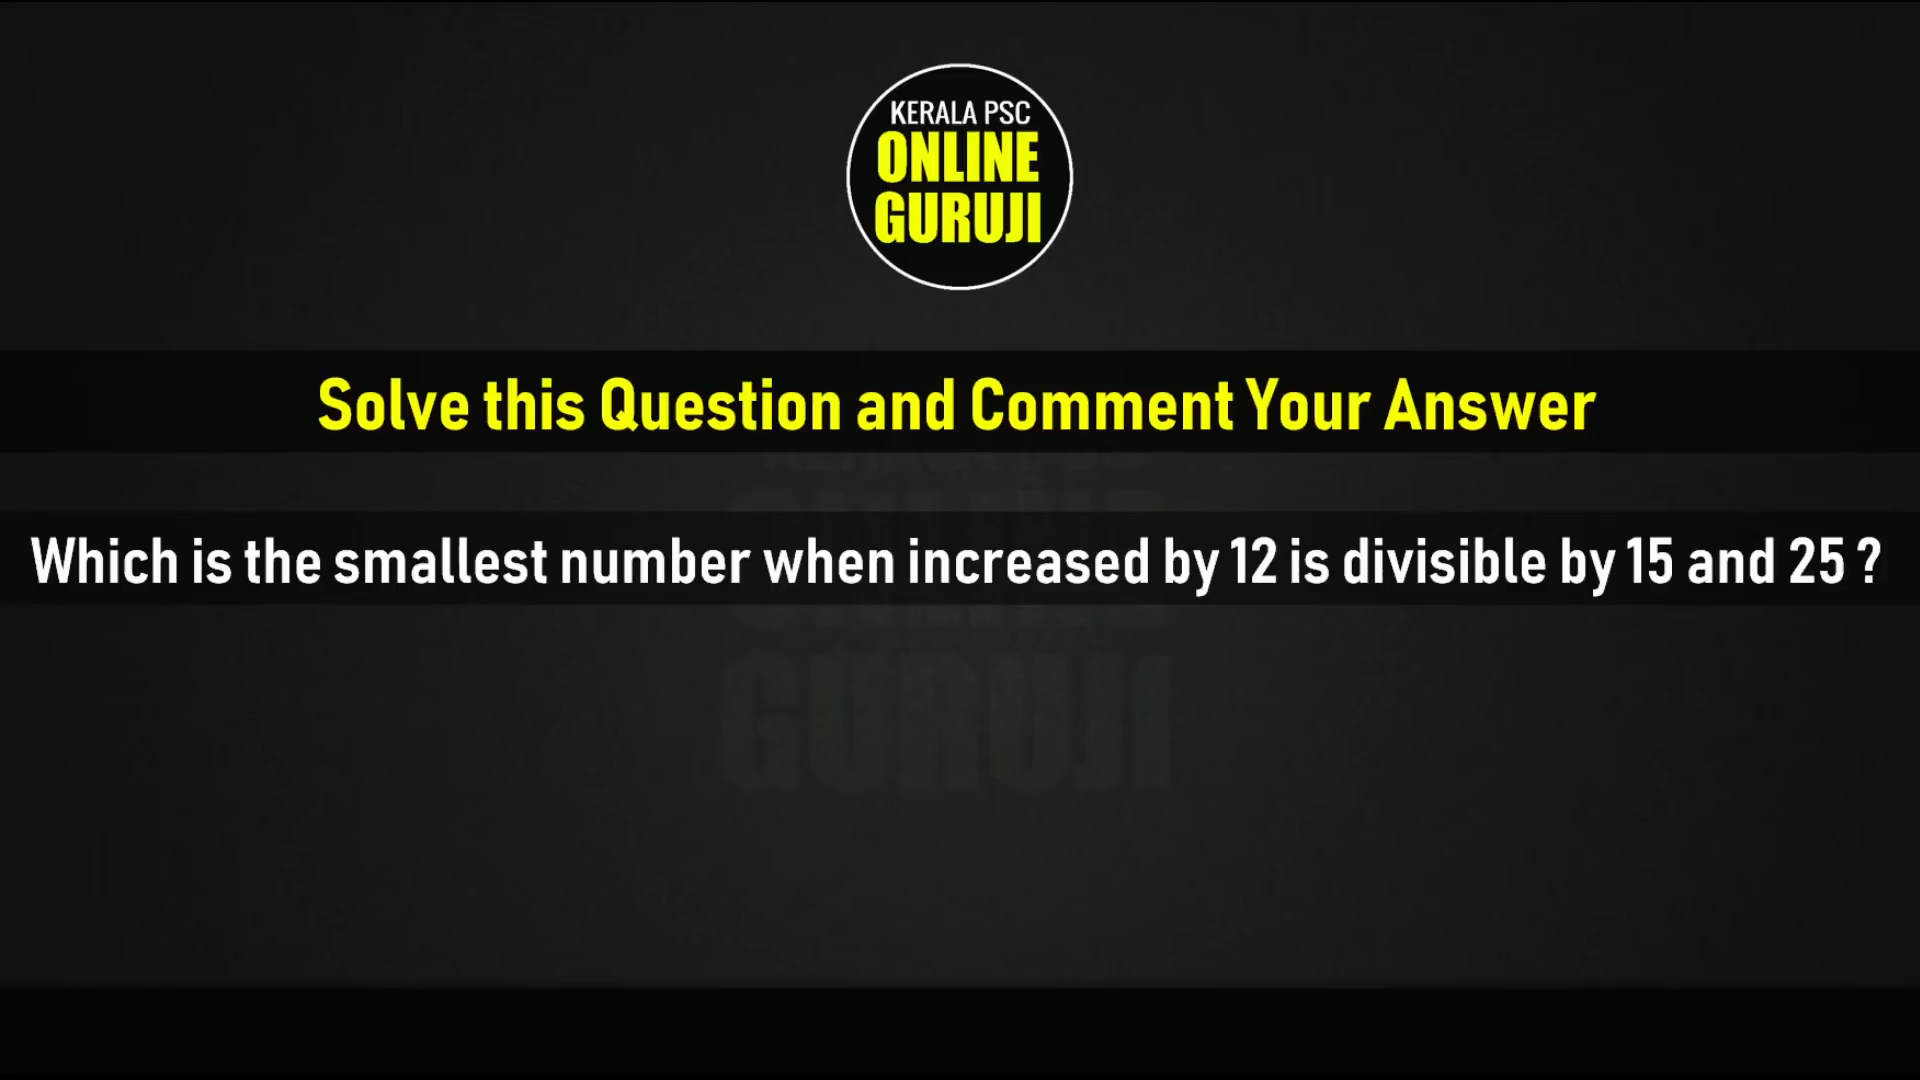 KERALA PSC
ONLINE
GURUJI
Solve this Question and Comment Your Answer
Which is the smallest number when increased by 12 is divisible by 15 and 25 ?
GURUJI